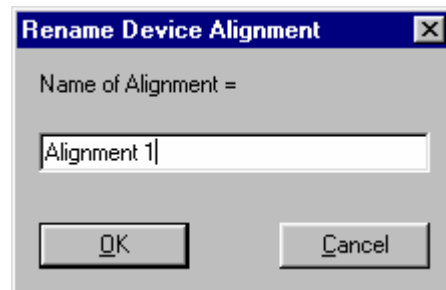 Rename Device Alignment
Name of Alignment =
Alignment 1
OK
Cancel